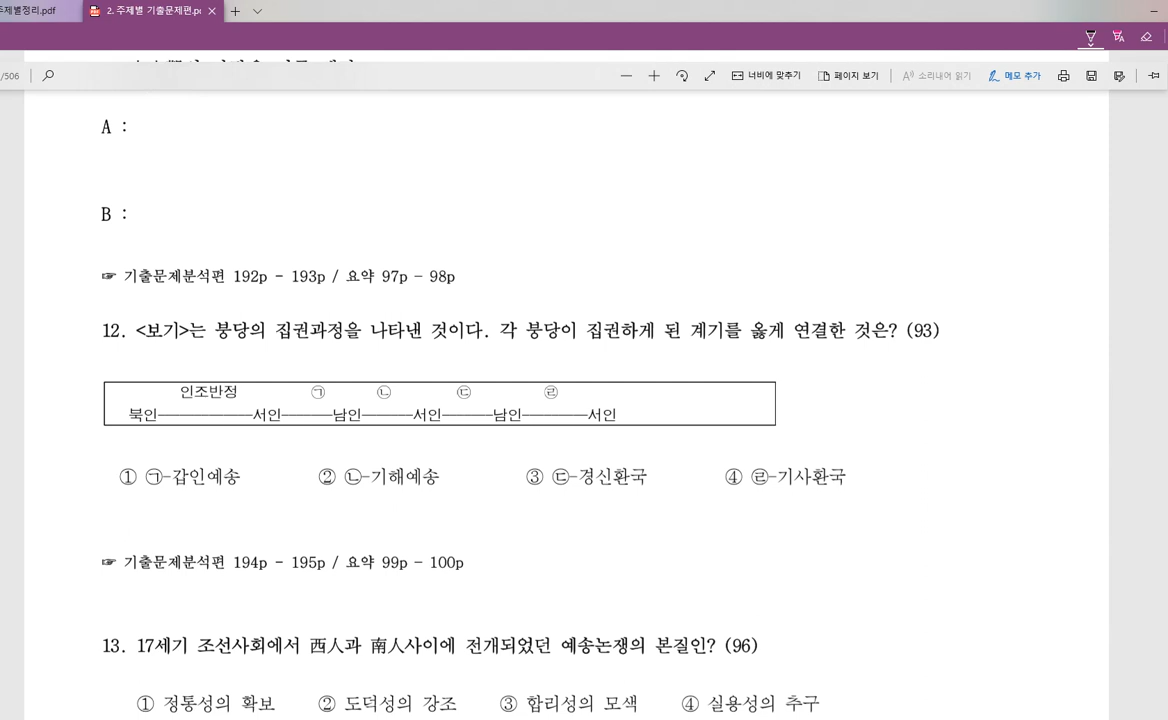 주제별정리.pdf
2. 주제별 기출문제편.p
/506
너비에 맞추기
페이지 보기
소리내어 읽기
메모 추가
A :
B :
☞ 기출문제분석편 192p - 193p / 요약 97p - 98p
12. <보기>는 붕당의 집권과정을 나타낸 것이다. 각 붕당이 집권하게 된 계기를 옳게 연결한 것은? (93)
인조반정 ㉠ ㉡ ㉢ ㉣
북인────서인────남인────서인────남인────서인
① ㉠-갑인예송 ② ㉡-기해예송 ③ ㉢-경신환국 ④ ㉣-기사환국
☞ 기출문제분석편 194p - 195p / 요약 99p - 100p
13. 17세기 조선사회에서 西人과 南人사이에 전개되었던 예송논쟁의 본질인? (96)
① 정통성의 확보 ② 도덕성의 강조 ③ 합리성의 모색 ④ 실용성의 추구